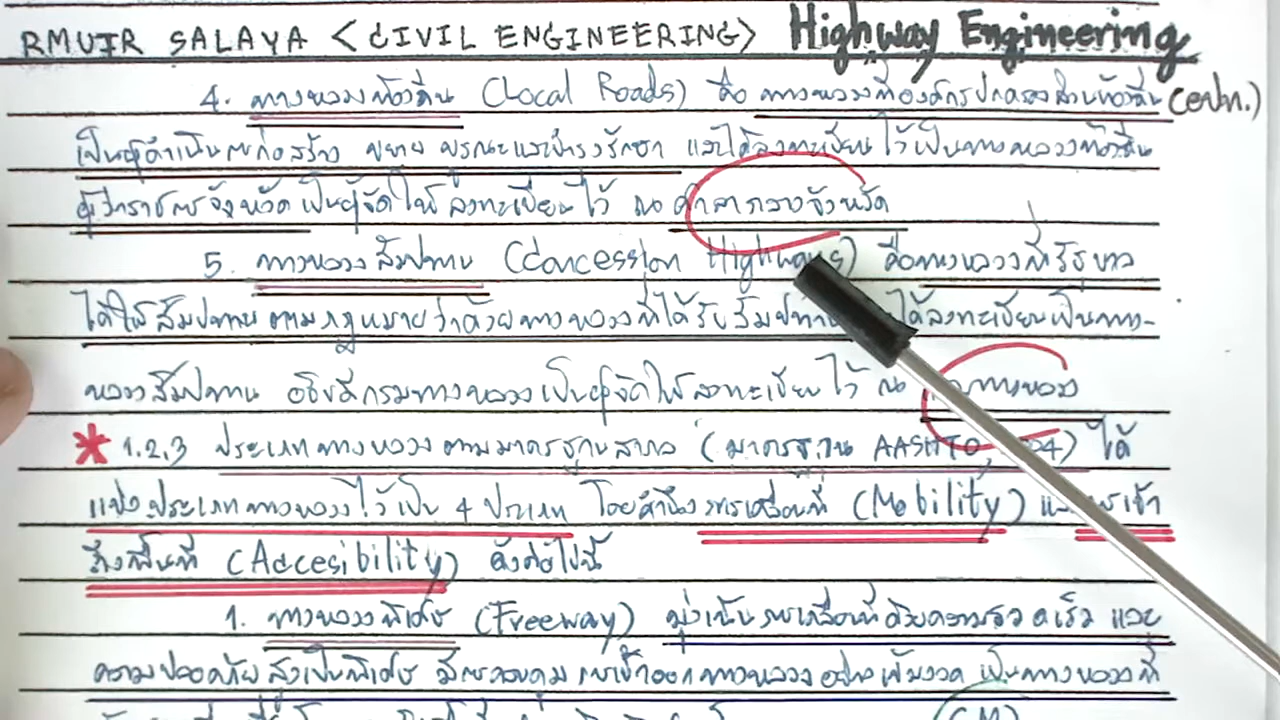 RMUTR SALAYA <CIVIL ENGINEERING> Highway Engineering
4. ทางหลวงท้องถิ่น (Local Roads) คือ ทางหลวงที่องค์กรปกครองส่วนท้องถิ่น (อปท.)
เป็นผู้ดำเนินการก่อสร้าง ขยาย บูรณะและบำรุงรักษา และได้ลงทะเบียนไว้เป็นทางหลวงท้องถิ่น
ผู้ว่าราชการจังหวัด เป็นผู้จัดให้ลงทะเบียนไว้ ณ ศาลากลางจังหวัด
5. ทางหลวงสัมปทาน (Concession Highways) คือทางหลวงที่รัฐบาล
ได้ให้สัมปทานตามกฎหมายว่าด้วยทางหลวงที่ได้รับสัมปทาน ได้ลงทะเบียนเป็นทาง-
หลวงสัมปทาน อธิบดีกรมทางหลวงเป็นผู้จัดให้ลงทะเบียนไว้ ณ ทางหลวง
* 1.2.3 ประเภททางหลวงตามมาตรฐานสากล (มาตรฐาน AASHTO, 04) ได้
แบ่งประเภททางหลวงไว้เป็น 4 ประเภท โดยคำนึงการเคลื่อนที่ (Mobility) และการเข้า
ถึงพื้นที่ (Accesibility) ดังต่อไปนี้
1. ทางหลวงพิเศษ (Freeway) มุ่งเน้นการเคลื่อนที่ด้วยความรวดเร็ว และ
ความปลอดภัยสูงเป็นพิเศษ มีการควบคุมการเข้าออกทางหลวงอย่างเข้มงวด เป็นทางหลวงที่
(M)